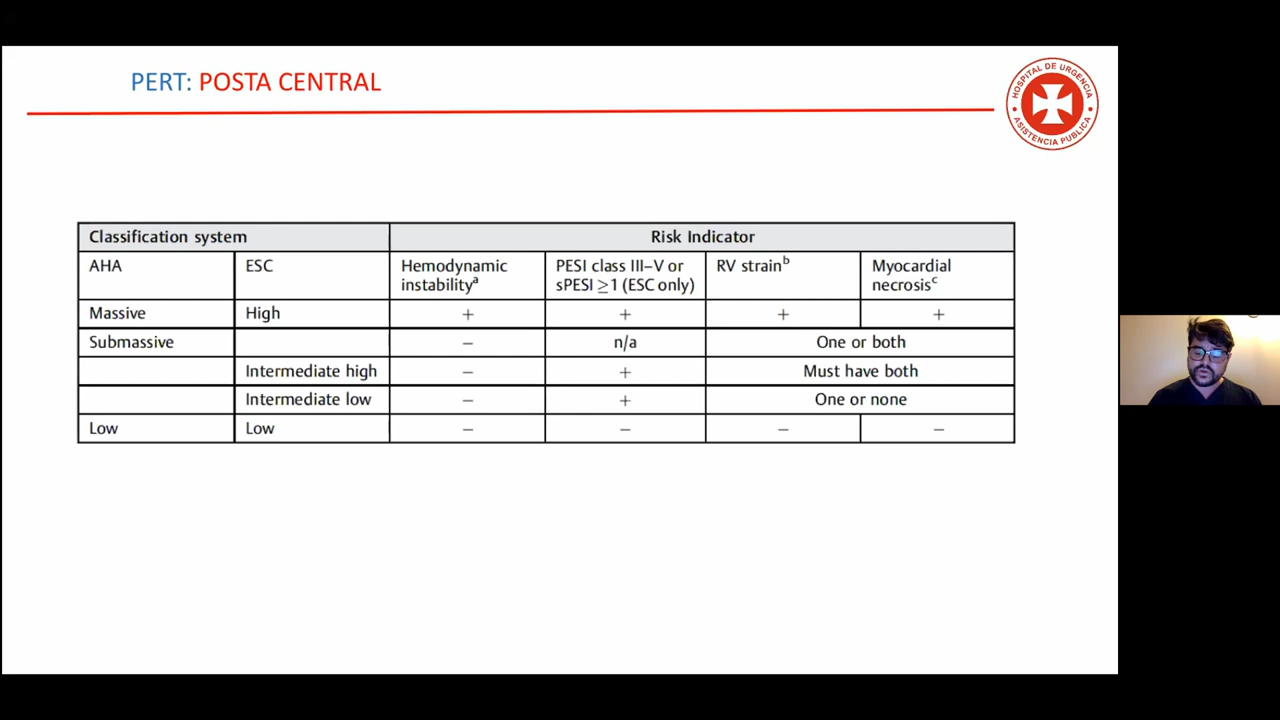 PERT: POSTA CENTRAL
HOSPITAL DE URGENCIA
ASISTENCIA PUBLICA
Classification system Risk Indicator
AHA ESC Hemodynamic instabilityᵃ PESI class III–V or sPESI ≥1 (ESC only) RV strainᵇ Myocardial necrosisᶜ
Massive High + + + +
Submassive − n/a One or both
Intermediate high − + Must have both
Intermediate low − + One or none
Low Low − − − −